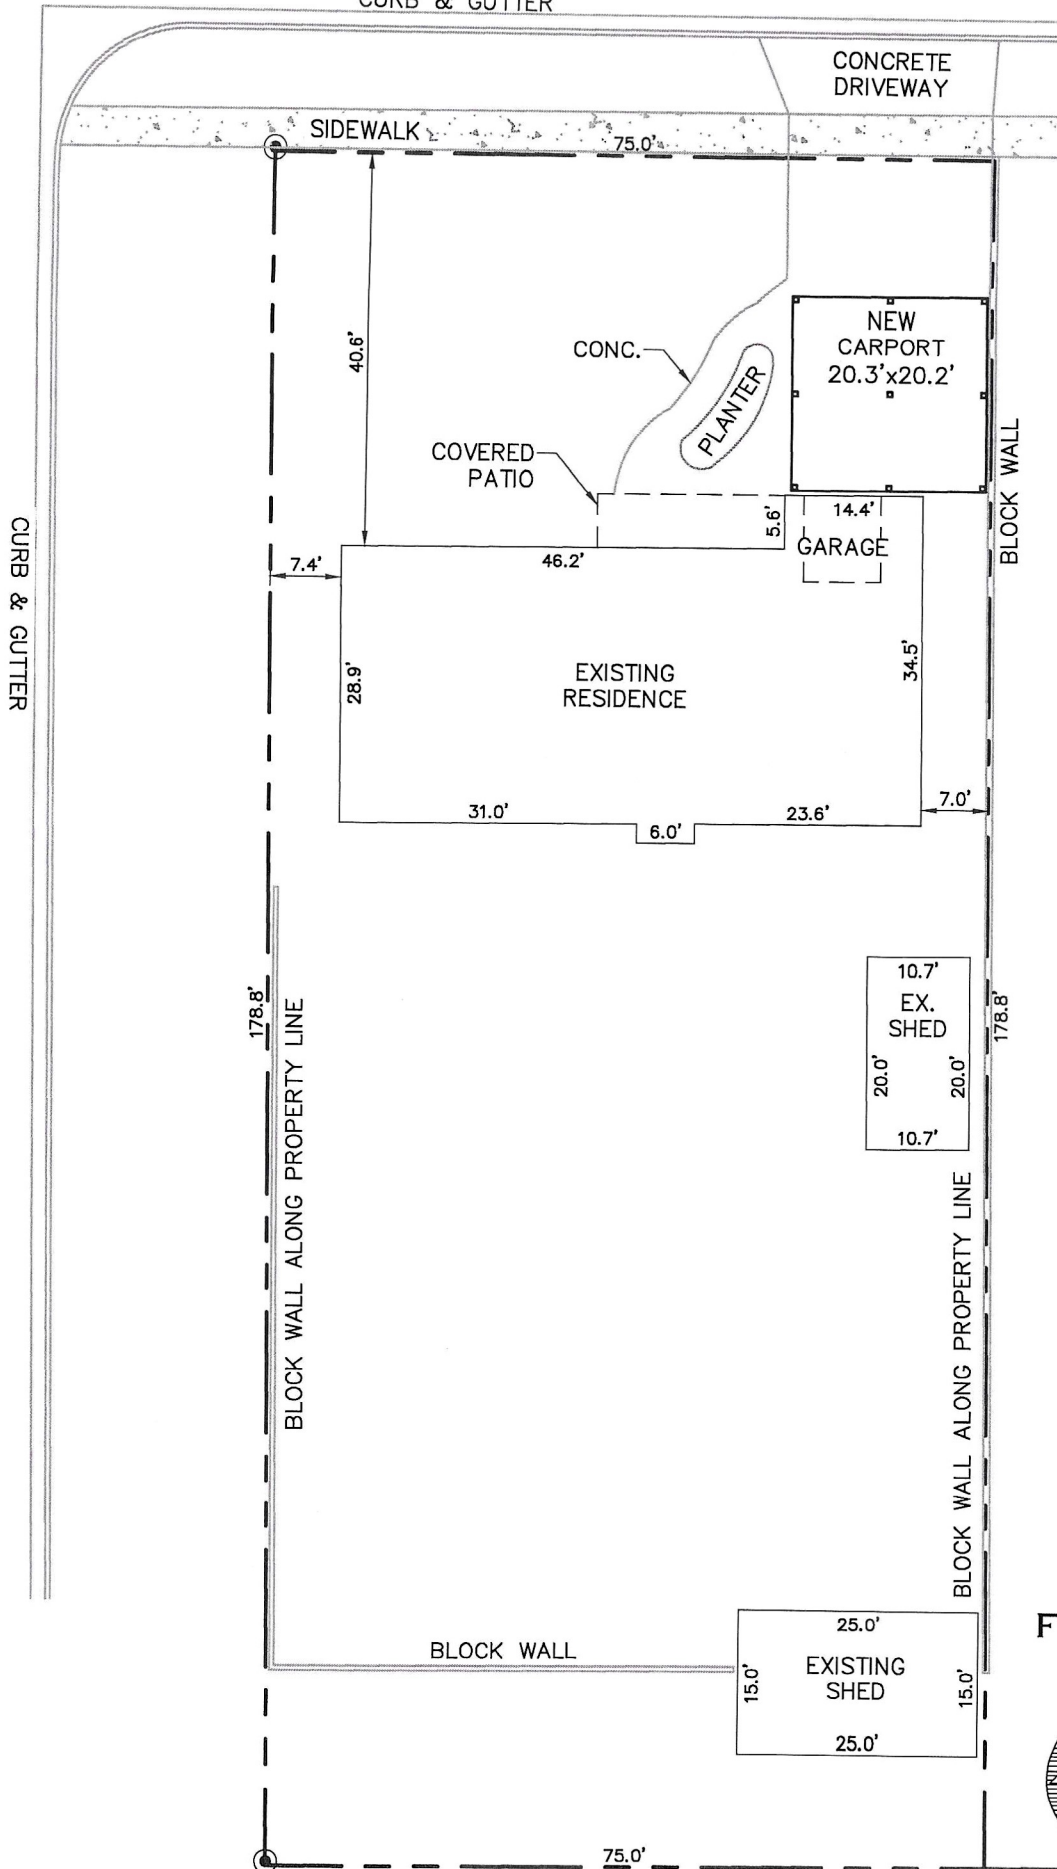 CURB & GUTTER
CONCRETE
DRIVEWAY
SIDEWALK
75.0'
40.6'
NEW
CARPORT
20.3'x20.2'
CONC.
PLANTER
COVERED
PATIO
BLOCK WALL
5.6'
14.4'
GARAGE
CURB & GUTTER
7.4'
46.2'
28.9'
EXISTING
RESIDENCE
34.5'
31.0'
6.0'
23.6'
7.0'
178.8'
BLOCK WALL ALONG PROPERTY LINE
10.7'
EX.
SHED
20.0'
20.0'
10.7'
178.8'
BLOCK WALL ALONG PROPERTY LINE
BLOCK WALL
25.0'
15.0'
EXISTING
SHED
15.0'
25.0'
F
75.0'